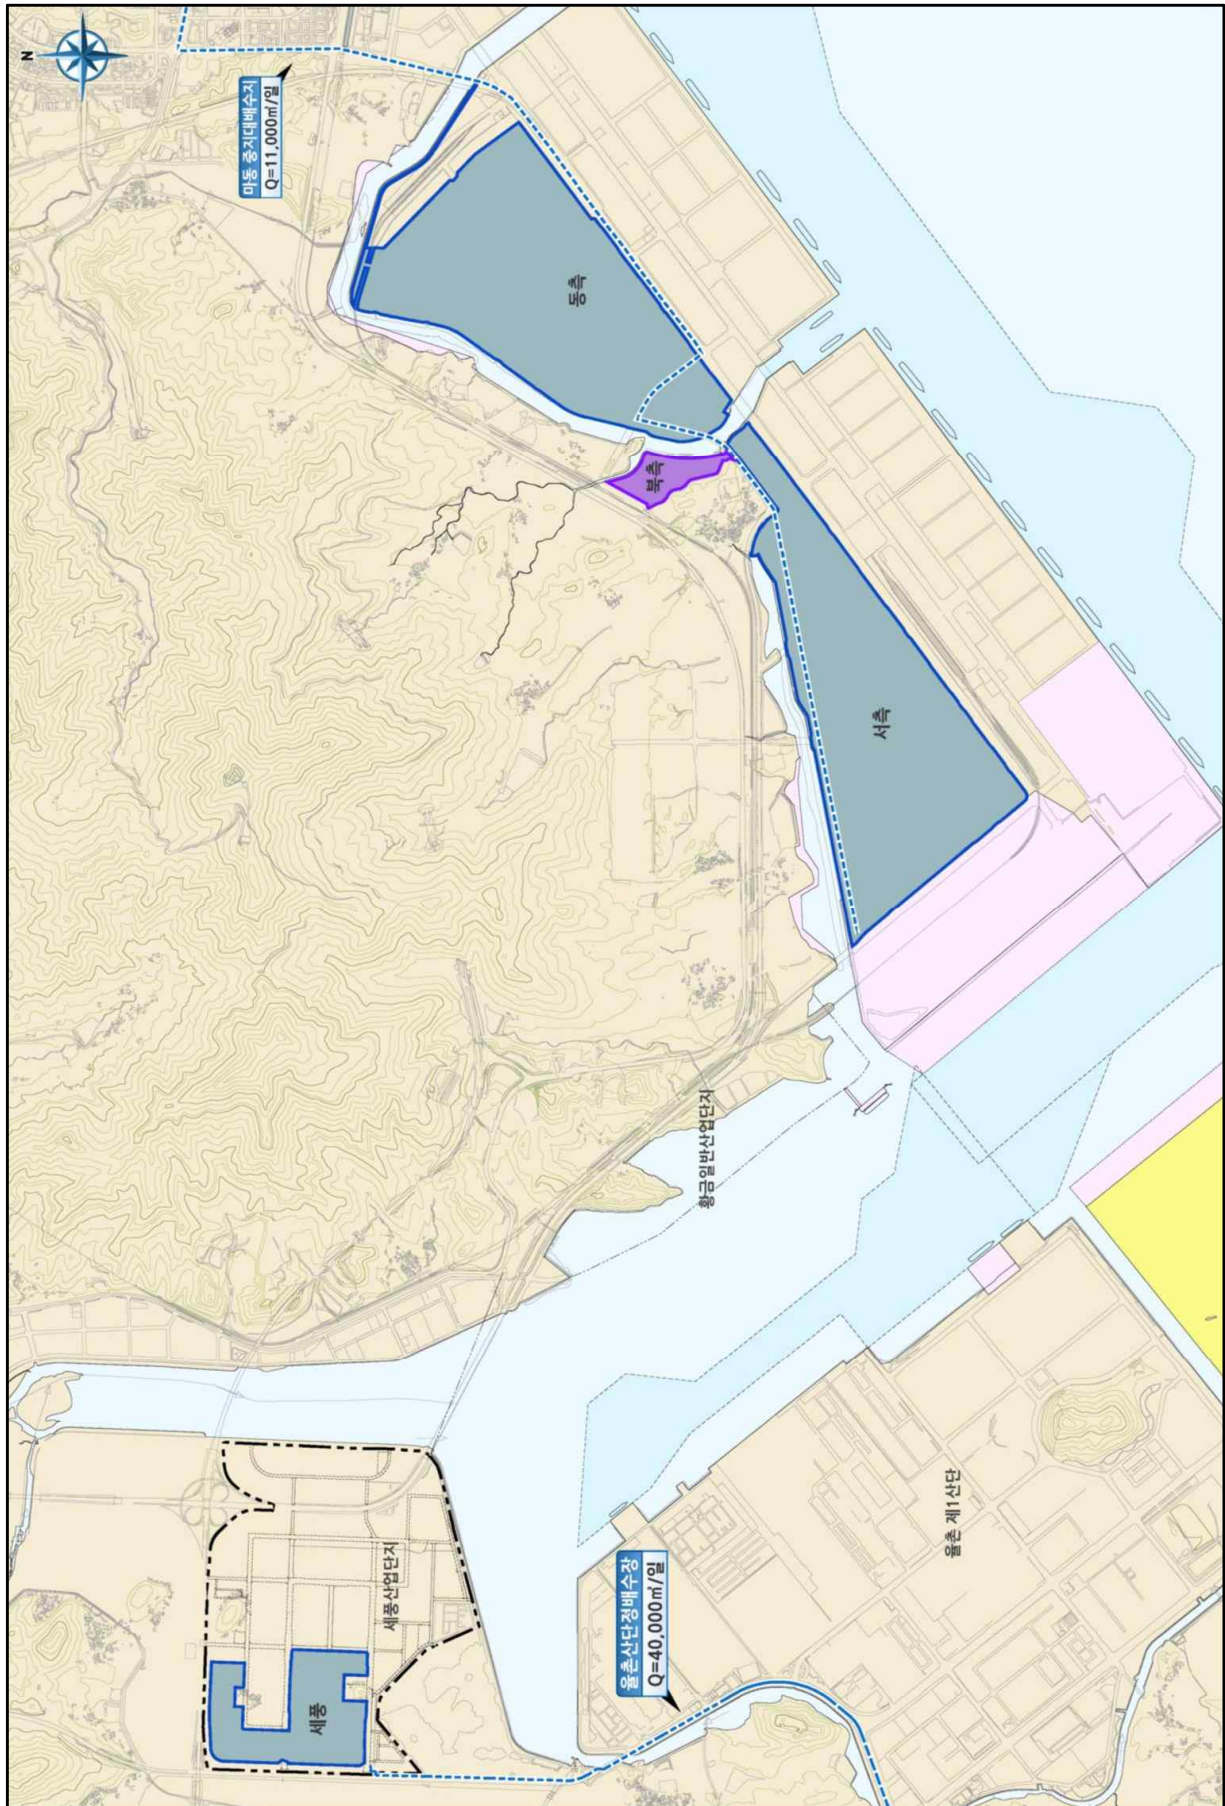 N
마동 중지대배수지
Q=11,000㎥/일
동측
북측
서측
황금일반산업단지
세풍산업단지
세풍
율촌산단정배수장
Q=40,000㎥/일
율촌 제1산단